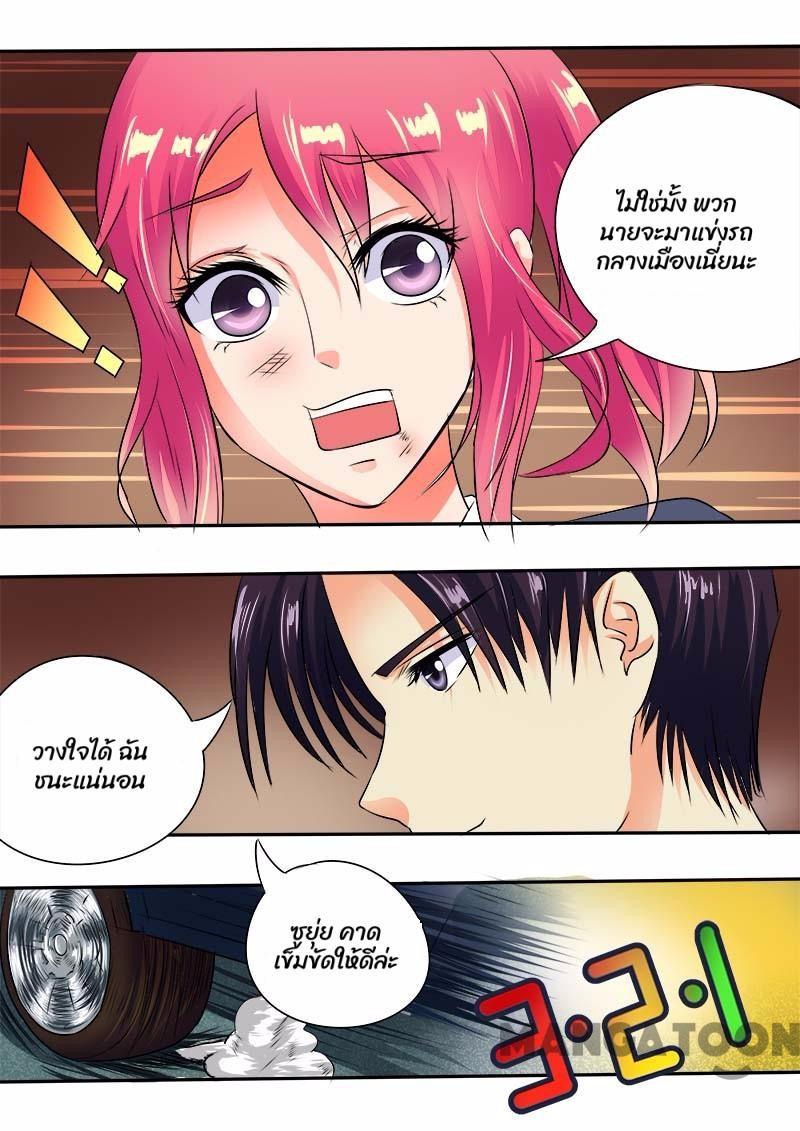 ไม่ใช่มั้ง พวก
นายจะมาแข่งรถ
กลางเมืองเนี่ยนะ
วางใจได้ ฉัน
ชนะแน่นอน
ซูยุ่ย คาด
เข็มขัดให้ดีล่ะ
3·2·1
MANGATOON